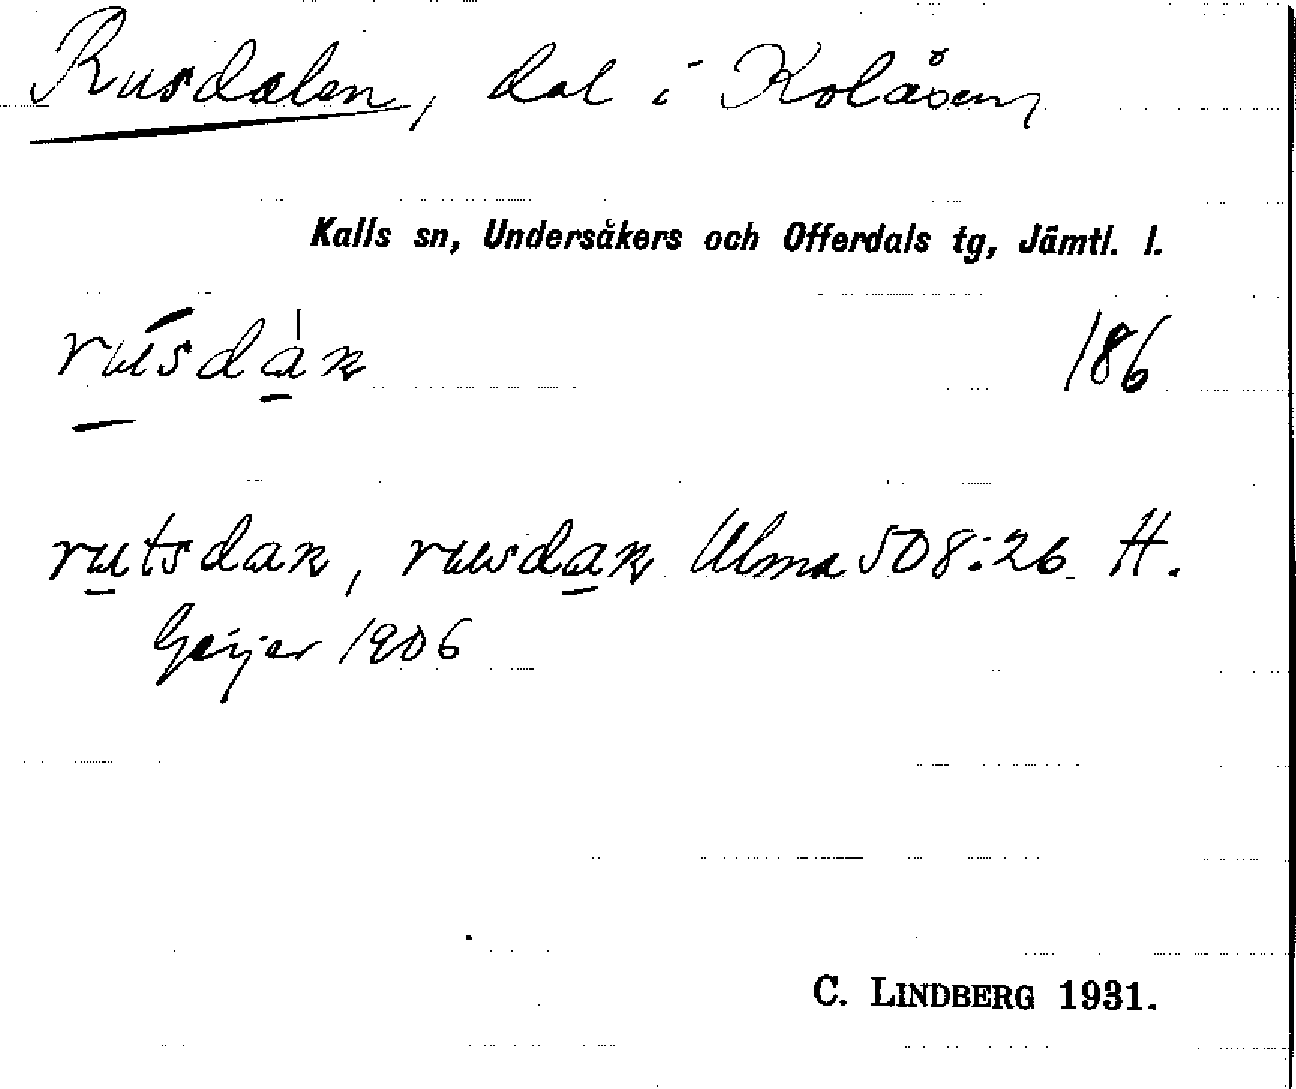 Rusdalen, dal i Kolåsen
Kalls sn, Undersåkers och Offerdals tg, Jämtl. l.
rúsdàn 186
rutsdan, rusdan Ulma 508:26 H.
Geijer 1906
C. LINDBERG 1931.